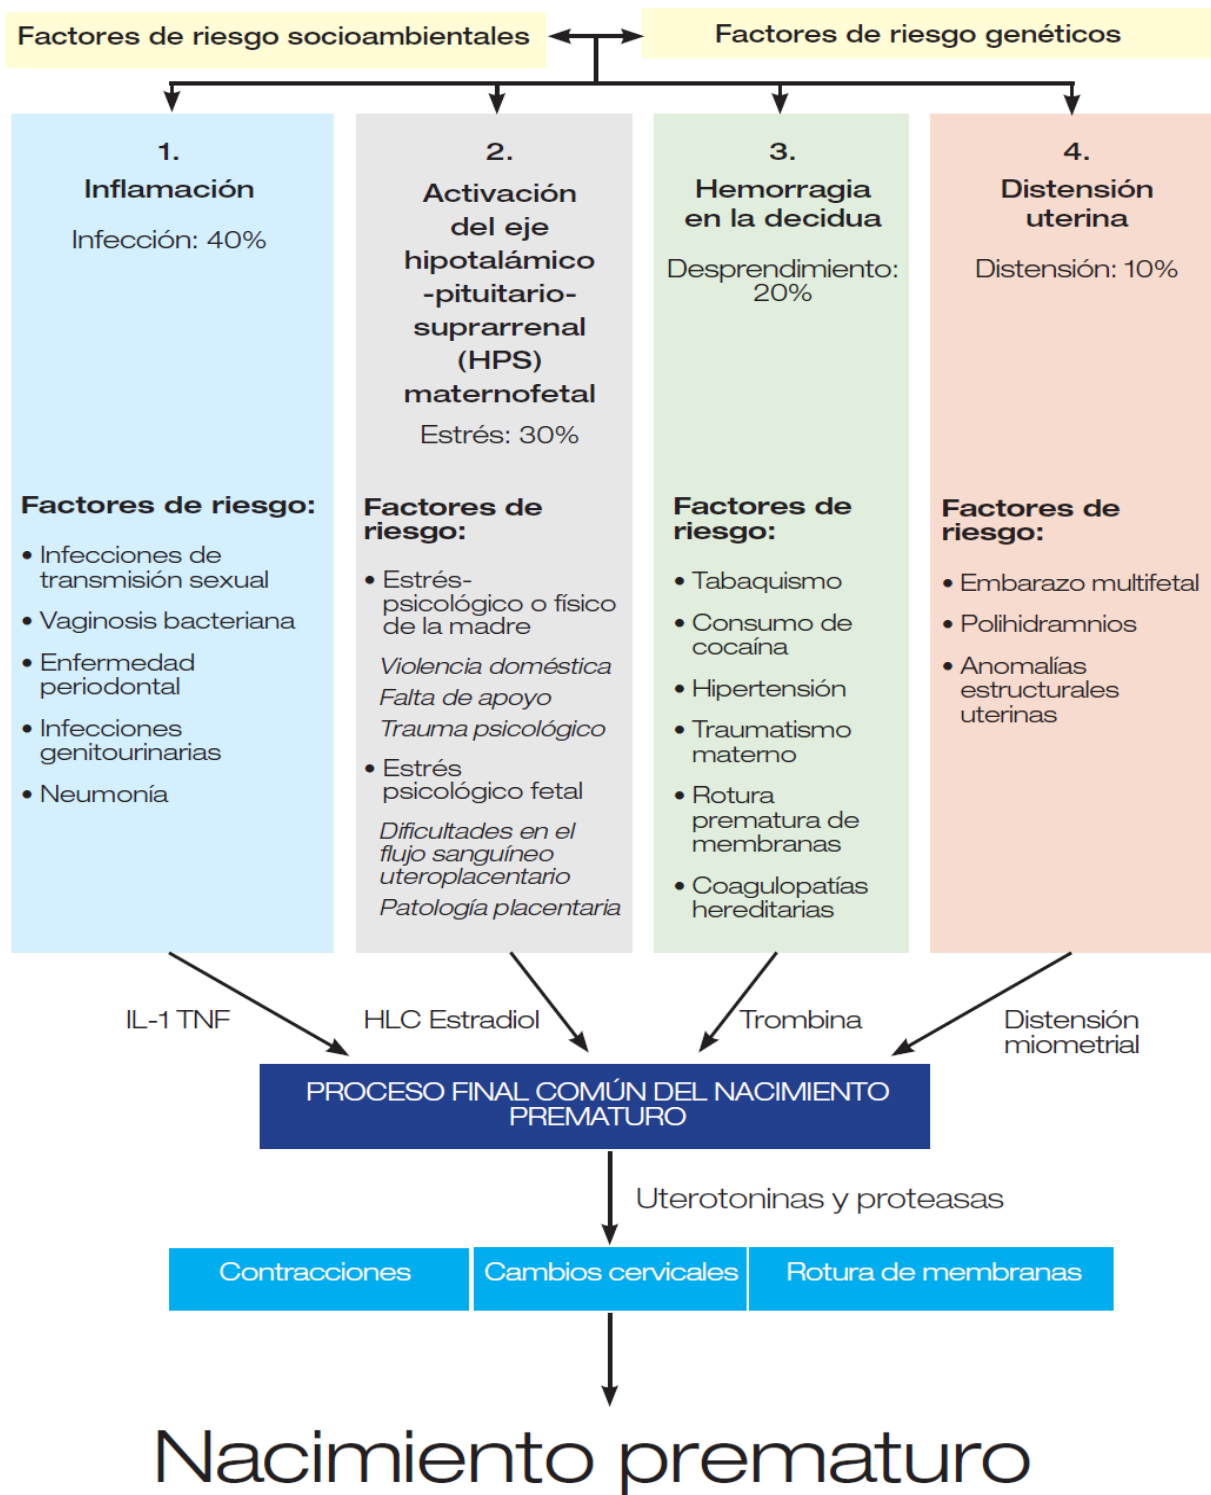 Factores de riesgo socioambientales
Factores de riesgo genéticos
1.
Inflamación
Infección: 40%
Factores de riesgo:
• Infecciones de
transmisión sexual
• Vaginosis bacteriana
• Enfermedad
periodontal
• Infecciones
genitourinarias
• Neumonía
2.
Activación
del eje
hipotalámico
-pituitario-
suprarrenal
(HPS)
maternofetal
Estrés: 30%
Factores de
riesgo:
• Estrés-
psicológico o físico
de la madre
Violencia doméstica
Falta de apoyo
Trauma psicológico
• Estrés
psicológico fetal
Dificultades en el
flujo sanguíneo
uteroplacentario
Patología placentaria
3.
Hemorragia
en la decidua
Desprendimiento:
20%
Factores de
riesgo:
• Tabaquismo
• Consumo de
cocaína
• Hipertensión
• Traumatismo
materno
• Rotura
prematura de
membranas
• Coagulopatías
hereditarias
4.
Distensión
uterina
Distensión: 10%
Factores de
riesgo:
• Embarazo multifetal
• Polihidramnios
• Anomalías
estructurales
uterinas
IL-1 TNF
HLC Estradiol
Trombina
Distensión
miometrial
PROCESO FINAL COMÚN DEL NACIMIENTO
PREMATURO
Uterotoninas y proteasas
Contracciones
Cambios cervicales
Rotura de membranas
Nacimiento prematuro